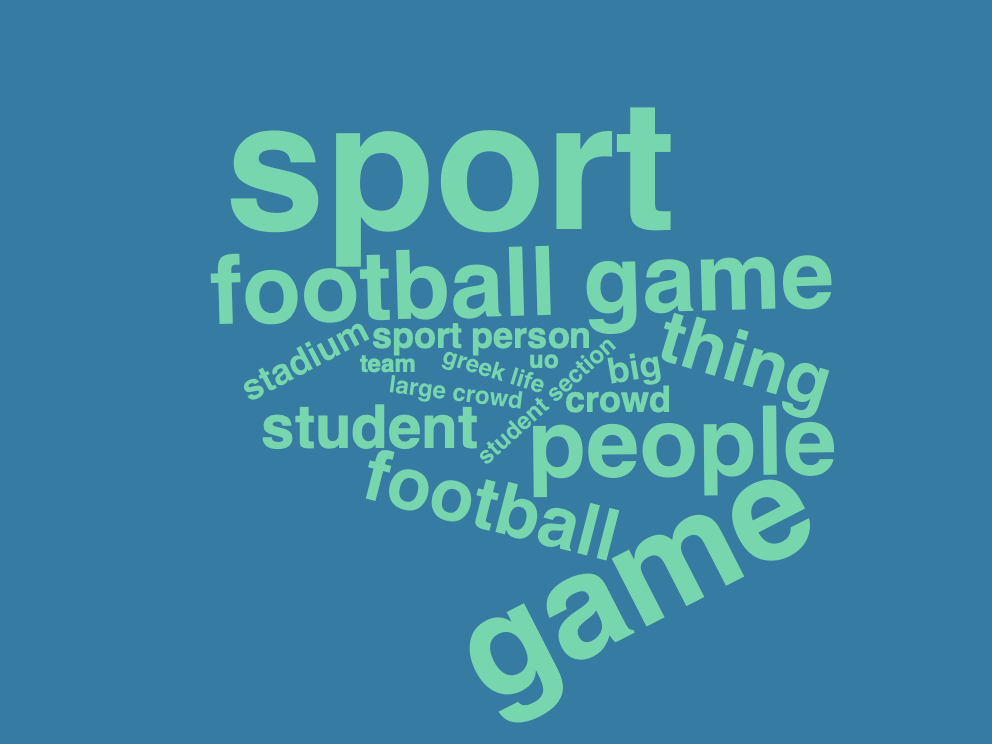 sport
football game
stadium
sport person
thing
team
greek life
uo
student section
big
large crowd
crowd
student
people
football
game